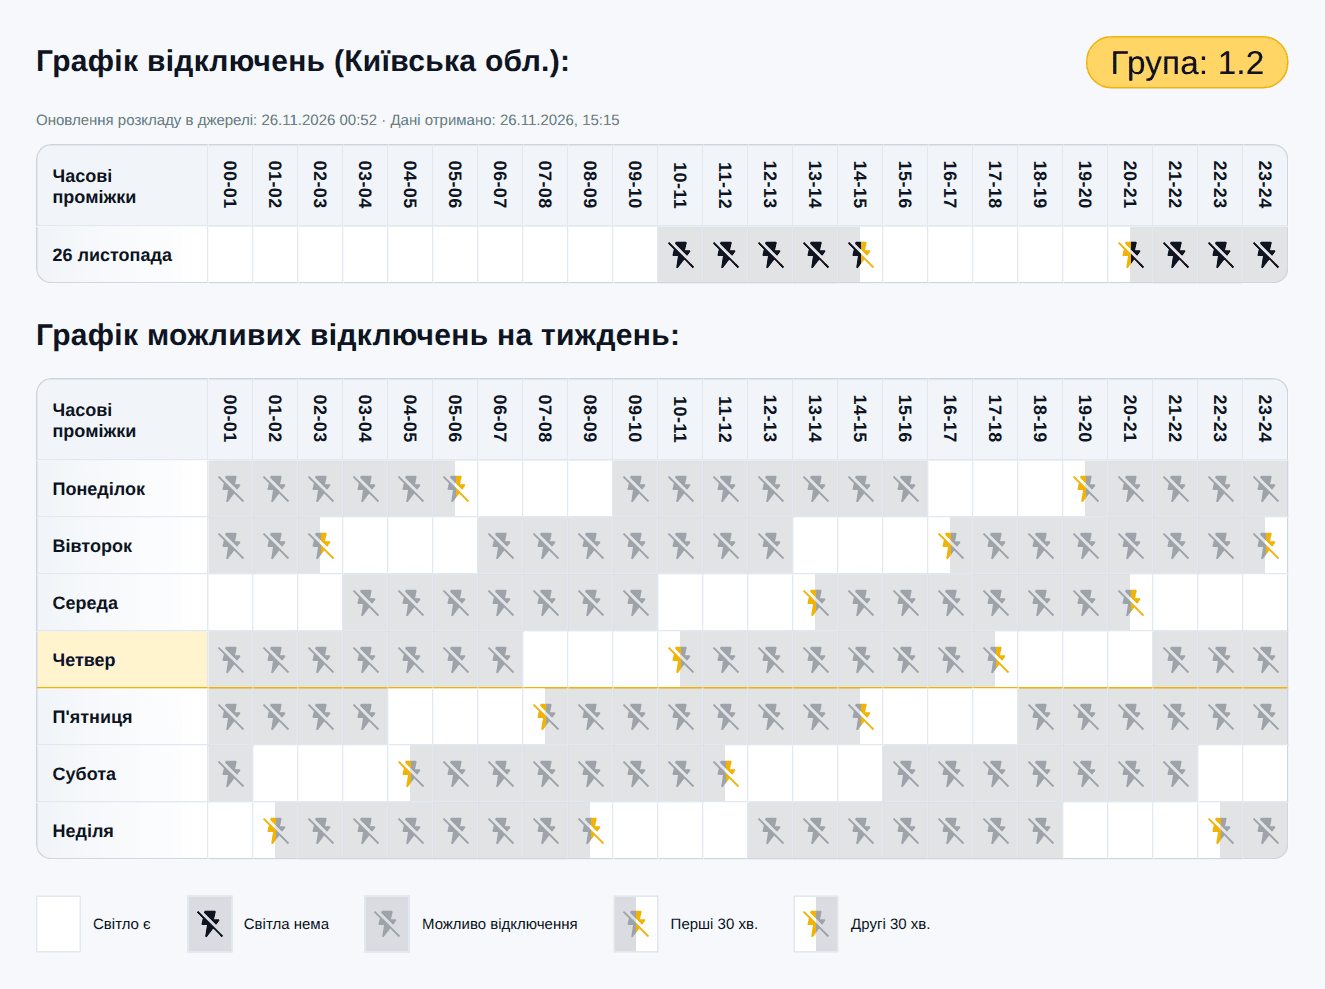 Графік відключень (Київська обл.):
Група: 1.2
Оновлення розкладу в джерелі: 26.11.2026 00:52 · Дані отримано: 26.11.2026, 15:15
Часові
проміжки
00-01 01-02 02-03 03-04 04-05 05-06 06-07 07-08 08-09 09-10 10-11 11-12 12-13 13-14 14-15 15-16 16-17 17-18 18-19 19-20 20-21 21-22 22-23 23-24
26 листопада
Графік можливих відключень на тиждень:
Часові
проміжки
00-01 01-02 02-03 03-04 04-05 05-06 06-07 07-08 08-09 09-10 10-11 11-12 12-13 13-14 14-15 15-16 16-17 17-18 18-19 19-20 20-21 21-22 22-23 23-24
Понеділок
Вівторок
Середа
Четвер
П'ятниця
Субота
Неділя
Світло є
Світла нема
Можливо відключення
Перші 30 хв.
Другі 30 хв.